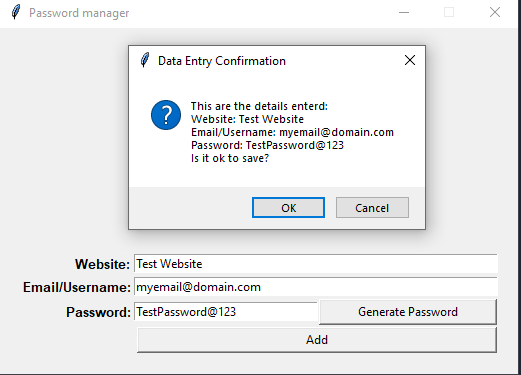 Password manager
Data Entry Confirmation
This are the details enterd:
Website: Test Website
Email/Username: myemail@domain.com
Password: TestPassword@123
Is it ok to save?
OK Cancel
Website: Test Website
Email/Username: myemail@domain.com
Password: TestPassword@123 Generate Password
Add